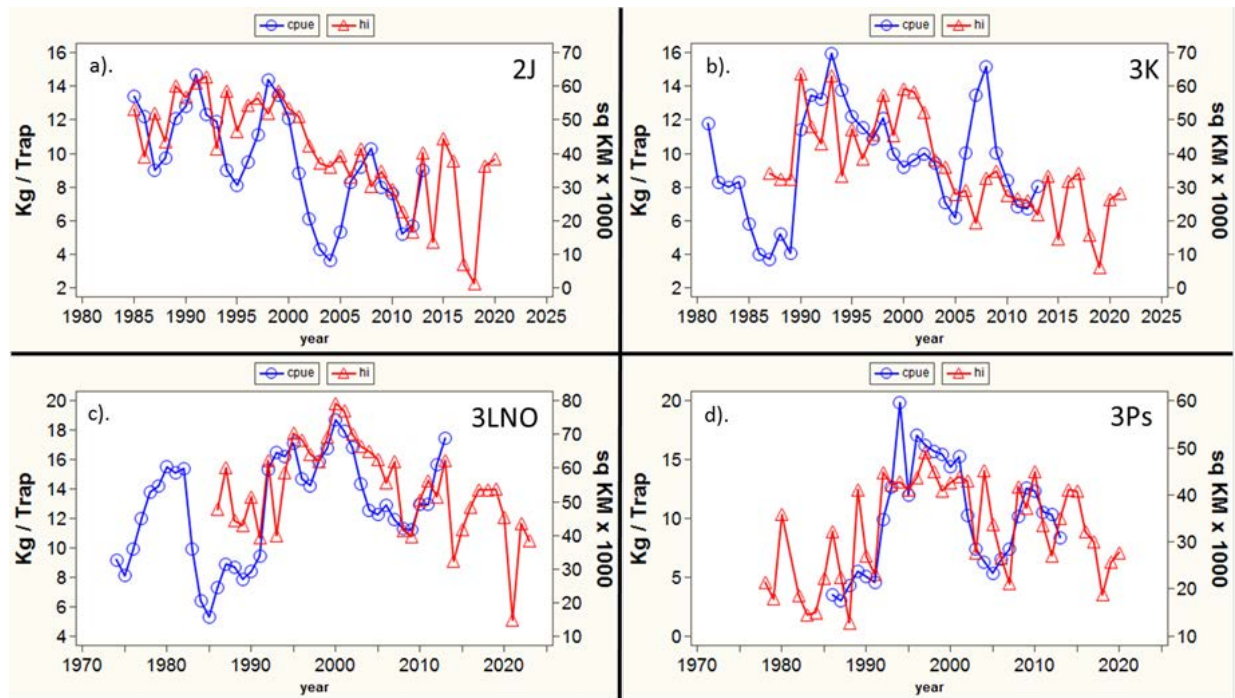 cpue hi
a). 2J
16 70
14 60
12 50
10 40
8 30
6 20
4 10
2 0
Kg / Trap
sq KM x 1000
1980 1985 1990 1995 2000 2005 2010 2015 2020 2025
year
cpue hi
b). 3K
16 70
14 60
12 50
10 40
8 30
6 20
4 10
2 0
Kg / Trap
sq KM x 1000
1980 1985 1990 1995 2000 2005 2010 2015 2020 2025
year
cpue hi
c). 3LNO
20 80
18 70
16 60
14 50
12 40
10 30
8 20
6 10
4
Kg / Trap
sq KM x 1000
1970 1980 1990 2000 2010 2020
year
cpue hi
d). 3Ps
20 60
15 50
10 40
5 30
0 20
10
Kg / Trap
sq KM x 1000
1970 1980 1990 2000 2010 2020
year